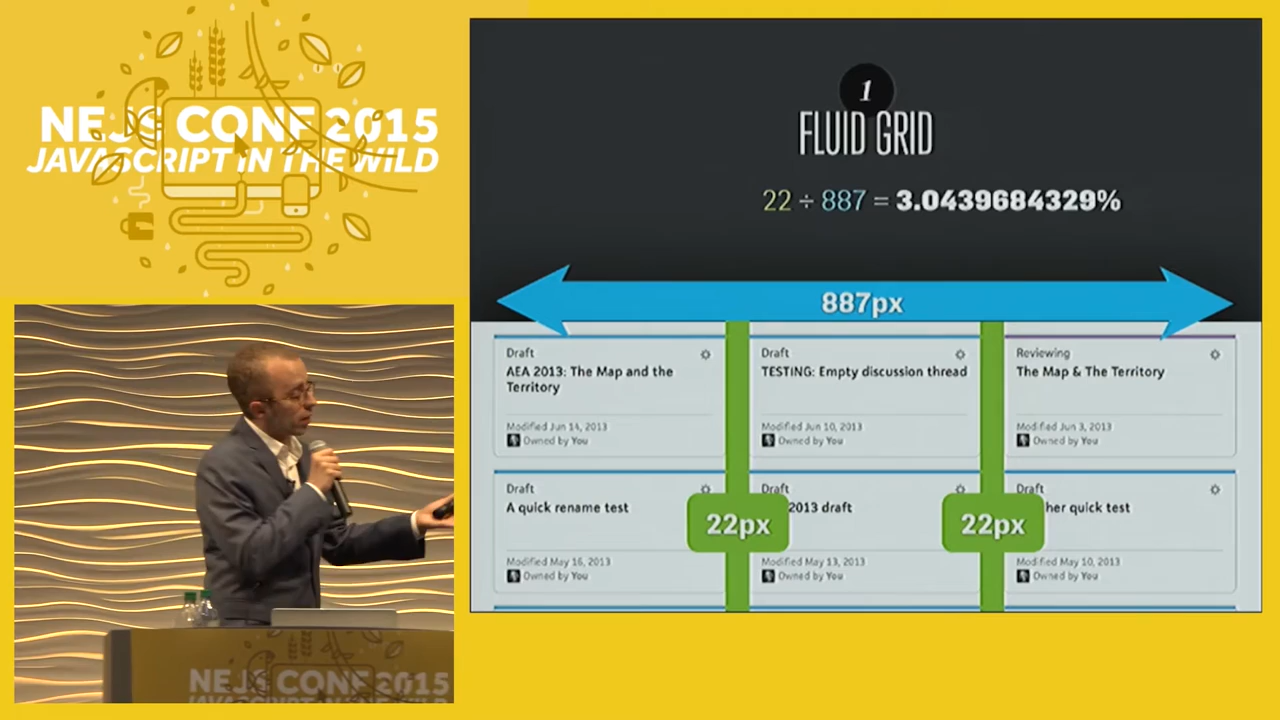 NEJS CONF 2015
JAVASCRIPT IN THE WILD
1
FLUID GRID
22 ÷ 887 = 3.0439684329%
887px
Draft
AEA 2013: The Map and the
Territory
Modified Jun 14, 2013
Owned by You
Draft
TESTING: Empty discussion thread
Modified Jun 10, 2013
Owned by You
Reviewing
The Map & The Territory
Modified Jun 3, 2013
Owned by You
Draft
A quick rename test
Modified May 16, 2013
Owned by You
22px
Draft
2013 draft
Modified May 13, 2013
Owned by You
22px
Draft
her quick test
Modified May 10, 2013
Owned by You
NEJS CONF 2015
JAVASCRIPT IN THE WILD